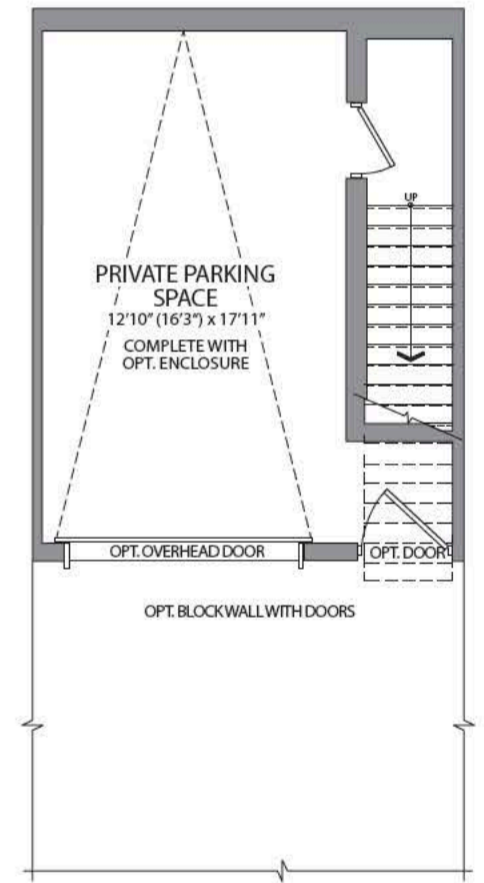 UP
PRIVATE PARKING
SPACE
12'10" (16'3") x 17'11"
COMPLETE WITH
OPT. ENCLOSURE
OPT. OVERHEAD DOOR
OPT. DOOR
OPT. BLOCK WALL WITH DOORS